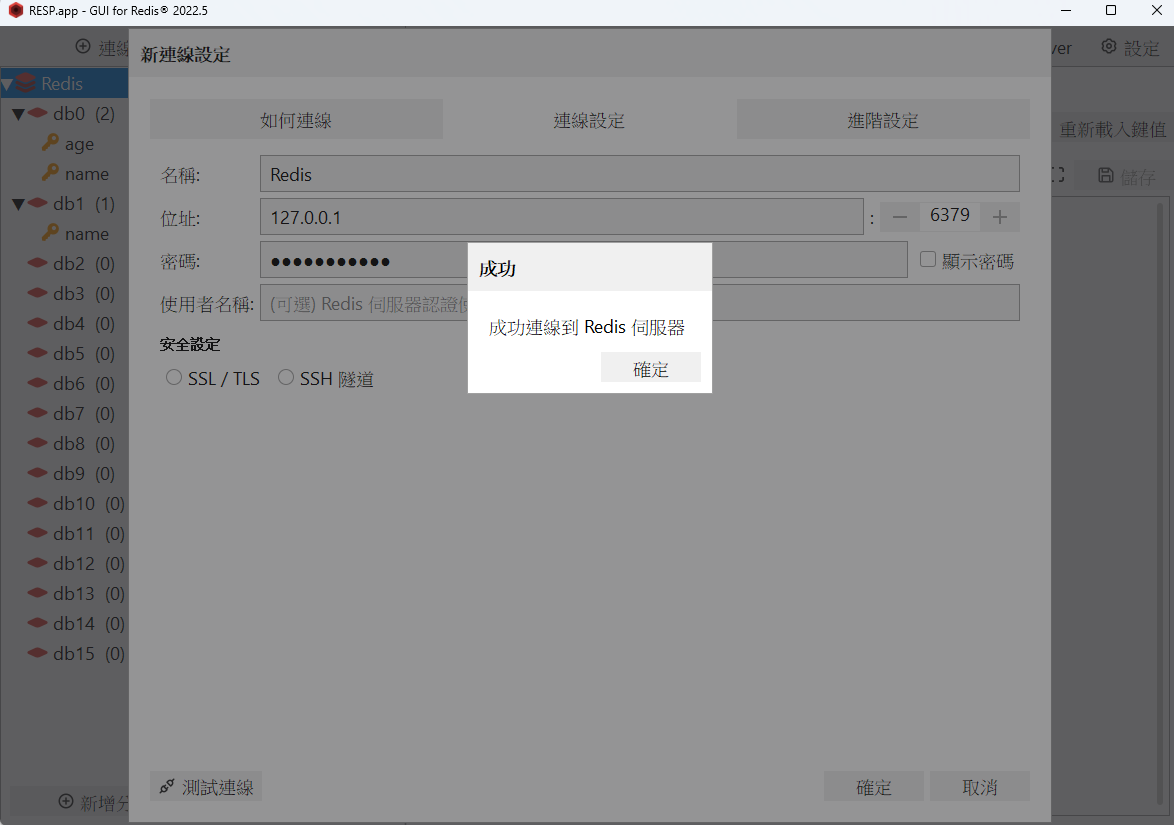 RESP.app - GUI for Redis® 2022.5
連線
新連線設定
ver
設定
Redis
db0 (2)
age
name
db1 (1)
name
db2 (0)
db3 (0)
db4 (0)
db5 (0)
db6 (0)
db7 (0)
db8 (0)
db9 (0)
db10 (0)
db11 (0)
db12 (0)
db13 (0)
db14 (0)
db15 (0)
新增分
如何連線
連線設定
進階設定
重新載入鍵值
儲存
名稱:
Redis
位址:
127.0.0.1
:
6379
密碼:
●●●●●●●●●●●
顯示密碼
使用者名稱:
(可選) Redis 伺服器認證
安全設定
SSL / TLS
SSH 隧道
成功
成功連線到 Redis 伺服器
確定
測試連線
確定
取消